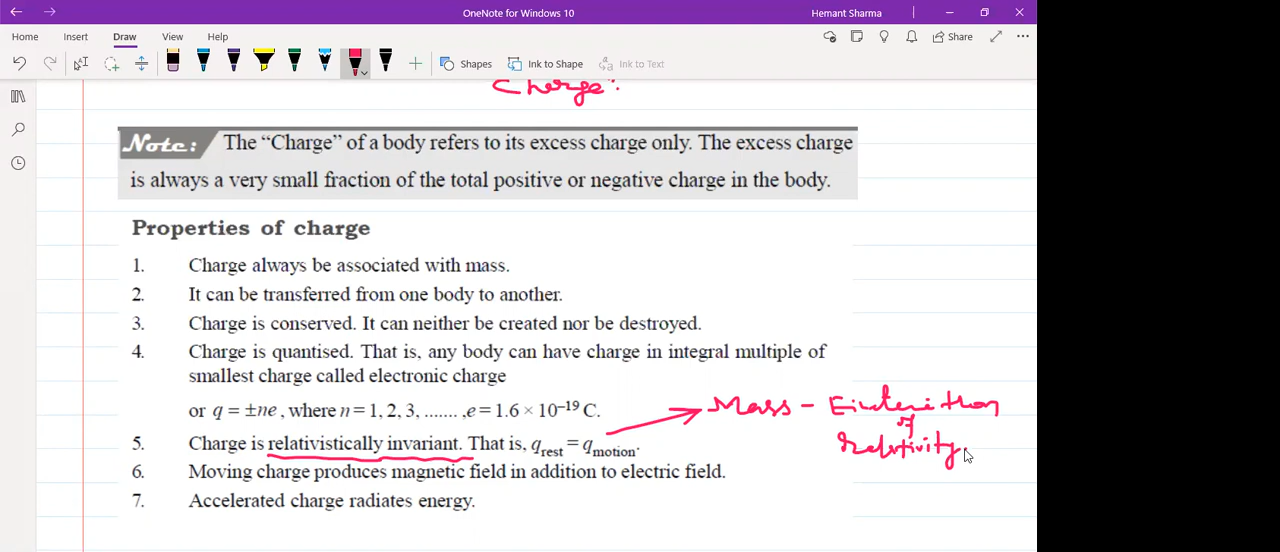 OneNote for Windows 10
Hemant Sharma
Home Insert Draw View Help
Share
Shapes Ink to Shape Ink to Text
Charge:
Note: The “Charge” of a body refers to its excess charge only. The excess charge
is always a very small fraction of the total positive or negative charge in the body.
Properties of charge
1. Charge always be associated with mass.
2. It can be transferred from one body to another.
3. Charge is conserved. It can neither be created nor be destroyed.
4. Charge is quantised. That is, any body can have charge in integral multiple of
smallest charge called electronic charge
or q = ±ne, where n = 1, 2, 3, ......., e = 1.6 × 10⁻¹⁹ C.
Mass -
of
5. Charge is relativistically invariant. That is, q_rest = q_motion.
Relativity
6. Moving charge produces magnetic field in addition to electric field.
7. Accelerated charge radiates energy.